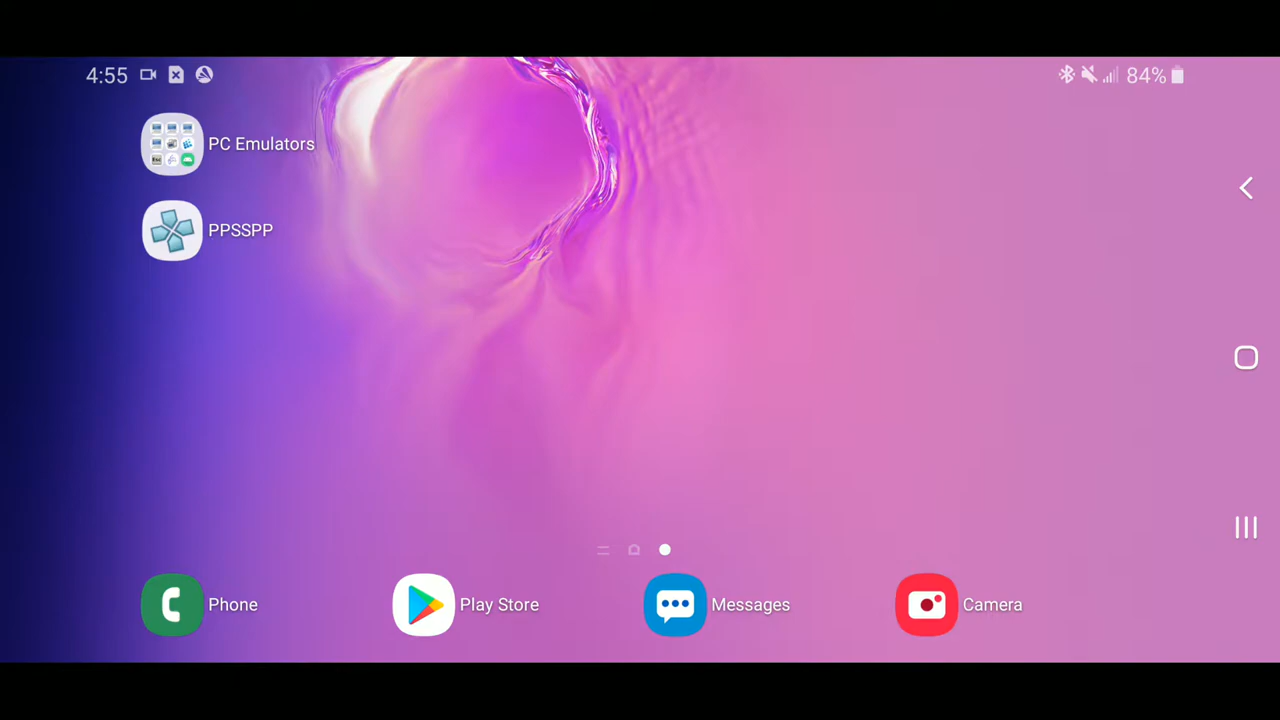 4:55
84%
PC Emulators
PPSSPP
Phone
Play Store
Messages
Camera